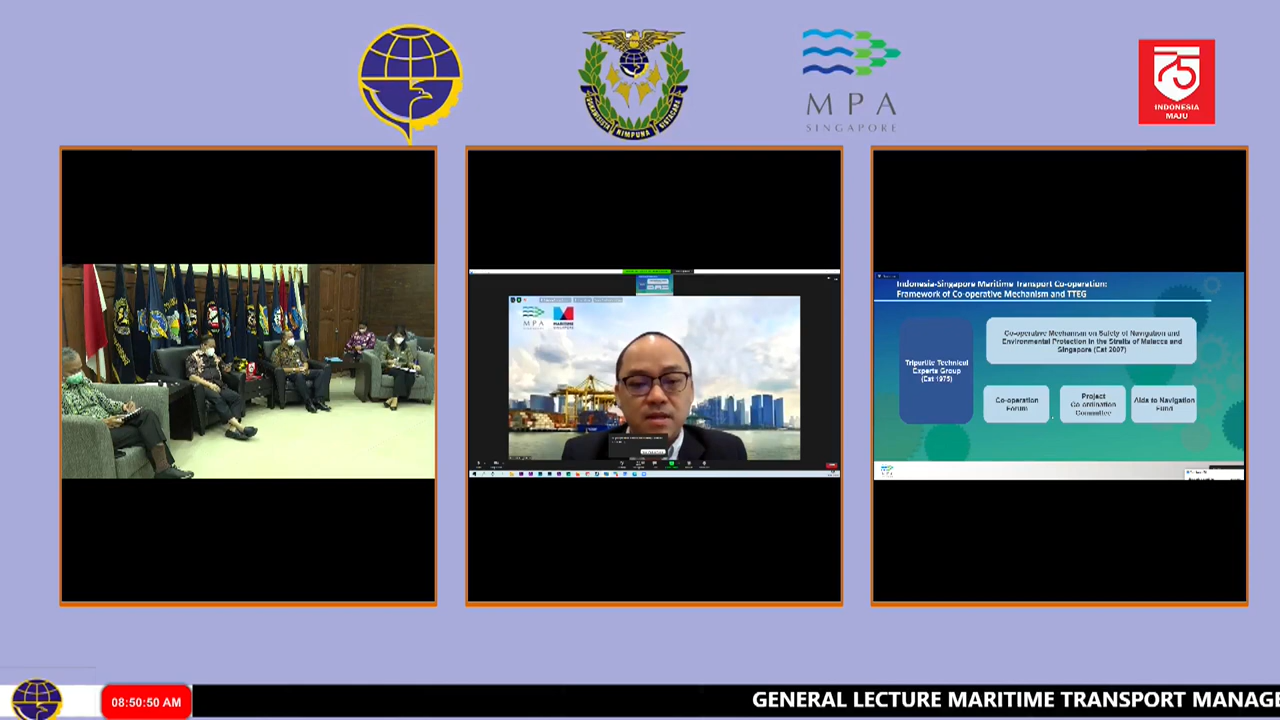 MPA
SINGAPORE
75
INDONESIA
MAJU
NIMPUNA
MPA
Indonesia-Singapore Maritime Transport Co-operation:
Framework of Co-operative Mechanism and TTEG
Co-operative Mechanism on Safety of Navigation and
Environmental Protection in the Straits of Malacca and
Singapore (Est 2007)
Tripartite Technical
Experts Group
(Est 1975)
Co-operation
Forum
Project
Co-ordination
Committee
Aids to Navigation
Fund
08:50:50 AM
GENERAL LECTURE MARITIME TRANSPORT MANAGE